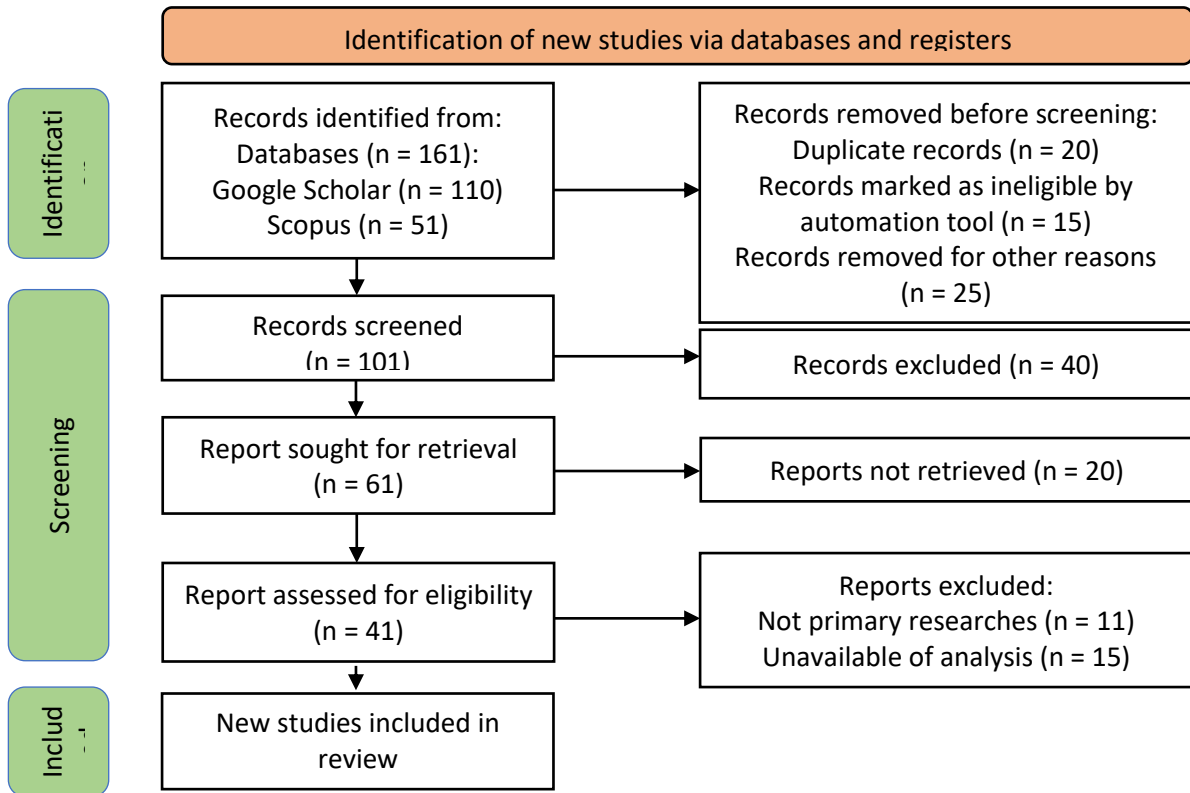 Identification of new studies via databases and registers
Identificati
Records identified from:
Databases (n = 161):
Google Scholar (n = 110)
Scopus (n = 51)
Records removed before screening:
Duplicate records (n = 20)
Records marked as ineligible by
automation tool (n = 15)
Records removed for other reasons
(n = 25)
Screening
Records screened
(n = 101)
Records excluded (n = 40)
Report sought for retrieval
(n = 61)
Reports not retrieved (n = 20)
Report assessed for eligibility
(n = 41)
Reports excluded:
Not primary researches (n = 11)
Unavailable of analysis (n = 15)
Includ
New studies included in
review